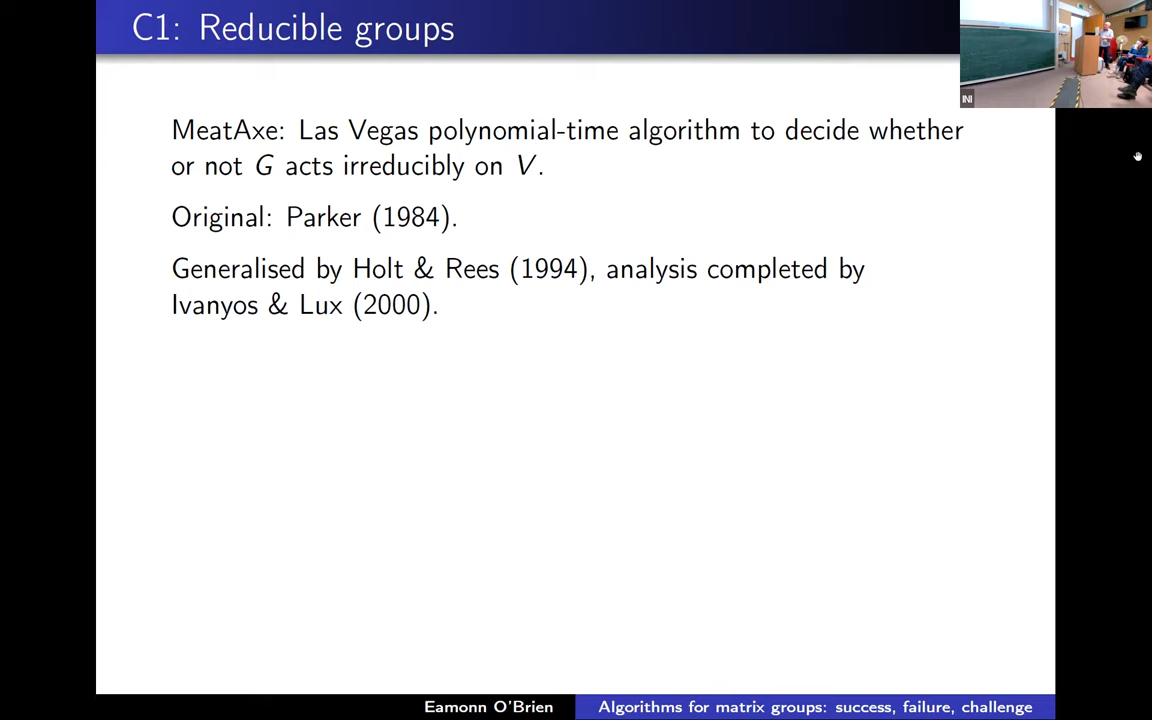 C1: Reducible groups
INI
MeatAxe: Las Vegas polynomial-time algorithm to decide whether
or not G acts irreducibly on V.
Original: Parker (1984).
Generalised by Holt & Rees (1994), analysis completed by
Ivanyos & Lux (2000).
Eamonn O'Brien
Algorithms for matrix groups: success, failure, challenge